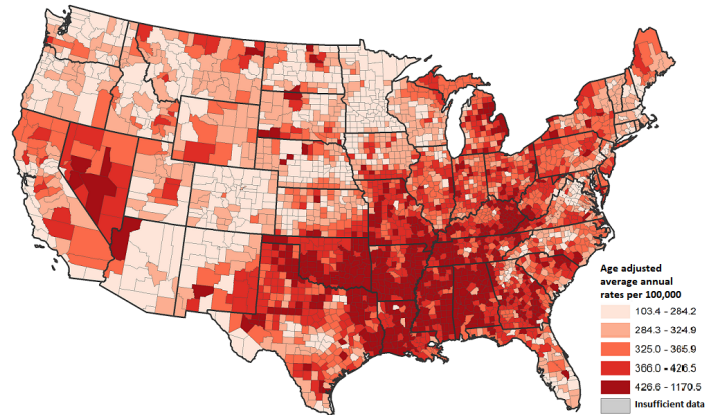 Age adjusted
average annual
rates per 100,000
103.4 - 284.2
284.3 - 324.9
325.0 - 365.9
366.0 - 426.5
426.6 - 1170.5
Insufficient data